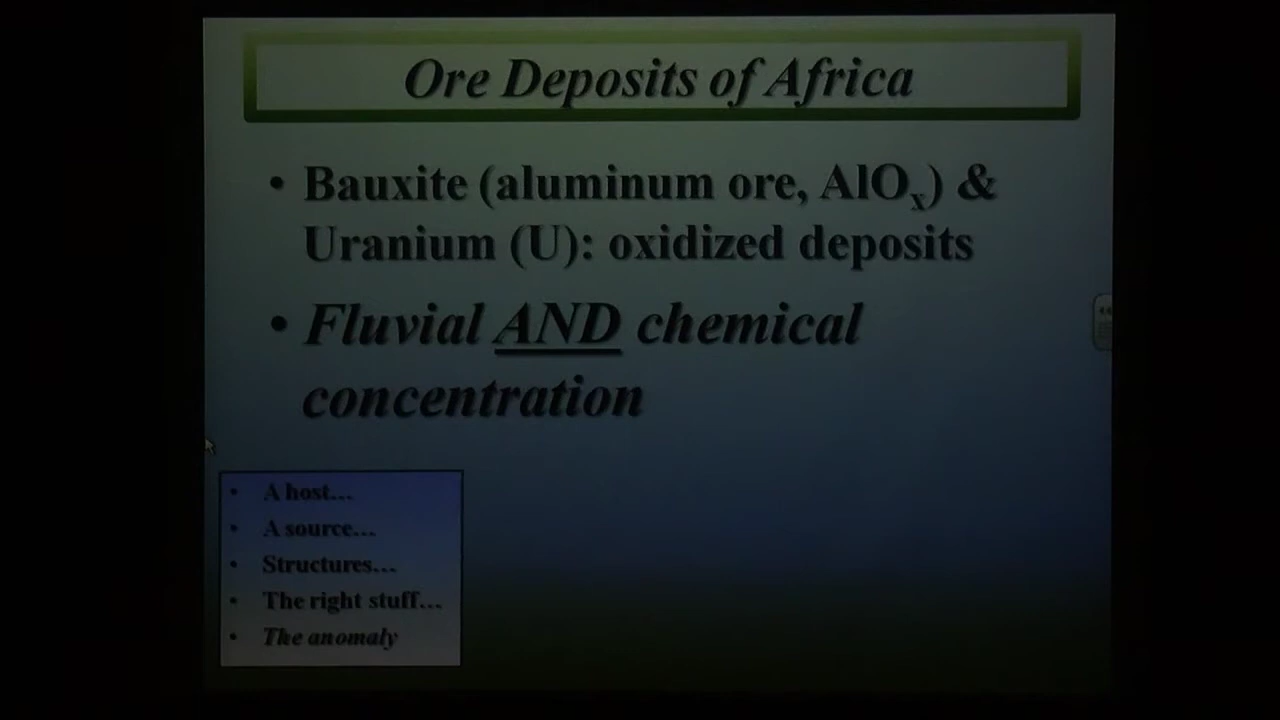 Ore Deposits of Africa
• Bauxite (aluminum ore, AlOₓ) &
Uranium (U): oxidized deposits
• Fluvial AND chemical
concentration
• A host...
• A source...
• Structures...
• The right stuff...
• The anomaly